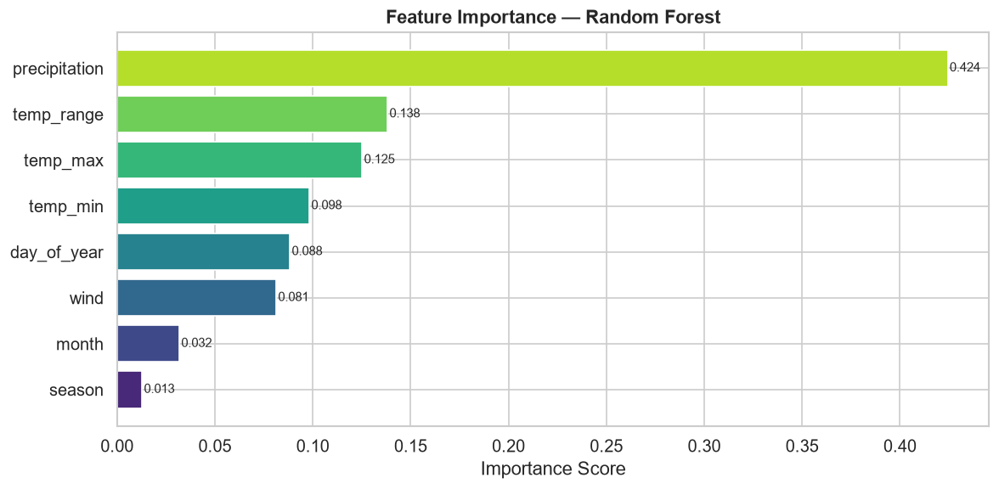 Feature Importance — Random Forest
precipitation 0.424
temp_range 0.138
temp_max 0.125
temp_min 0.098
day_of_year 0.088
wind 0.081
month 0.032
season 0.013
0.00 0.05 0.10 0.15 0.20 0.25 0.30 0.35 0.40
Importance Score